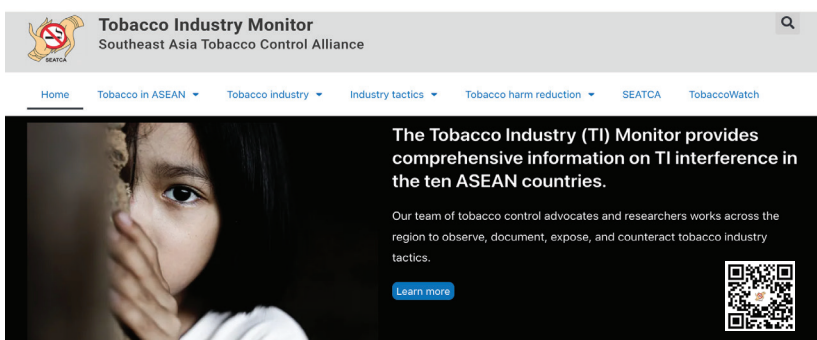 SEATCA
Tobacco Industry Monitor
Southeast Asia Tobacco Control Alliance
Home Tobacco in ASEAN Tobacco industry Industry tactics Tobacco harm reduction SEATCA TobaccoWatch
The Tobacco Industry (TI) Monitor provides
comprehensive information on TI interference in
the ten ASEAN countries.
Our team of tobacco control advocates and researchers works across the
region to observe, document, expose, and counteract tobacco industry
tactics.
Learn more